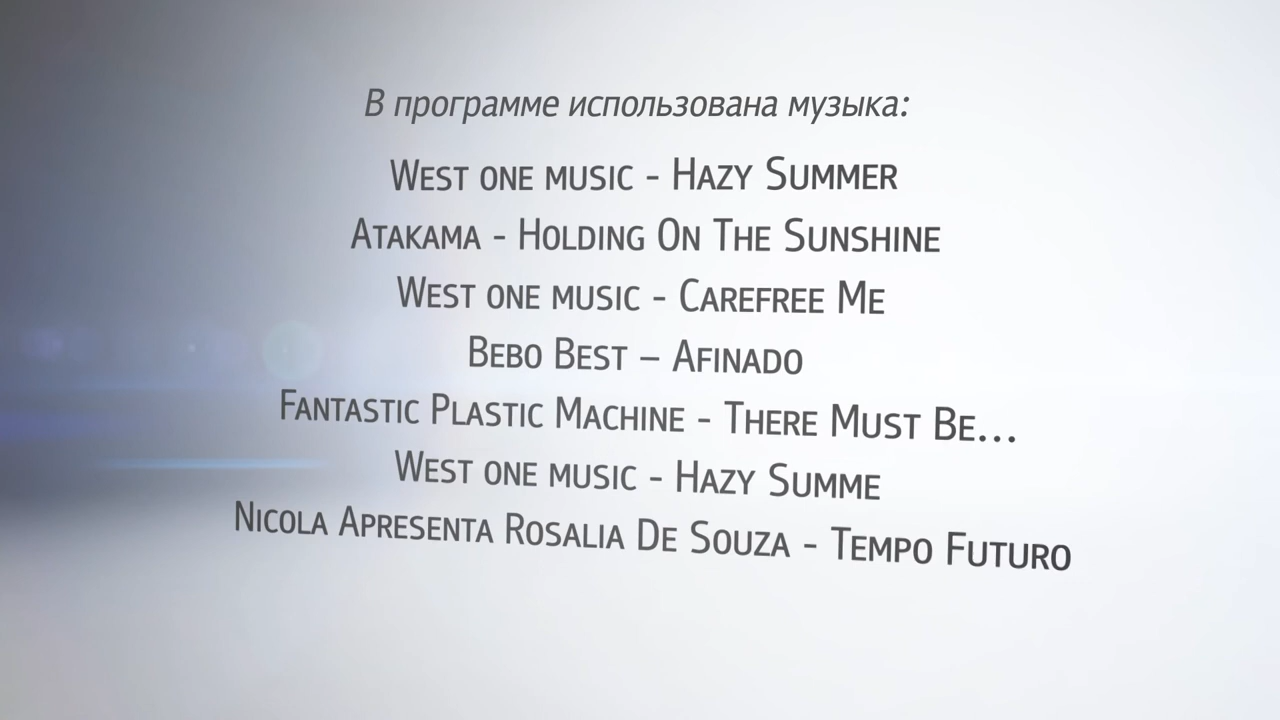 В программе использована музыка:
West one music - Hazy Summer
Atakama - Holding On The Sunshine
West one music - Carefree Me
Bebo Best – Afinado
Fantastic Plastic Machine - There Must Be...
West one music - Hazy Summe
Nicola Apresenta Rosalia De Souza - Tempo Futuro